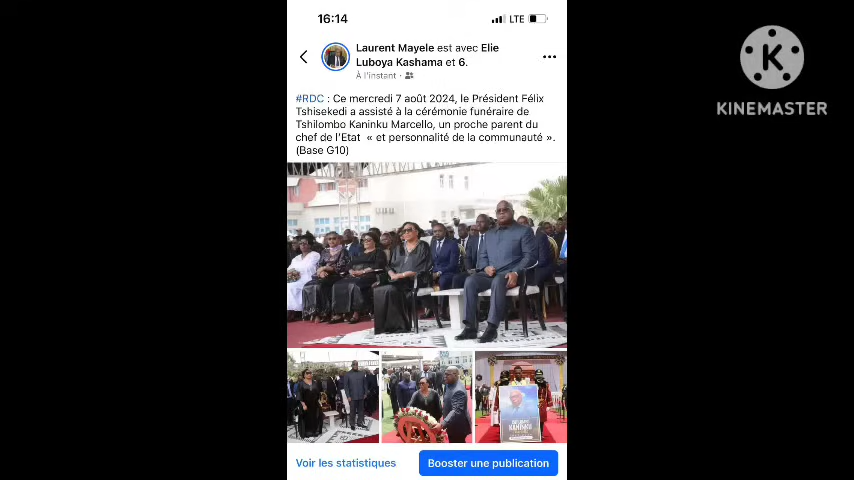 16:14
LTE
Laurent Mayele est avec Elie
Luboya Kashama et 6.
À l'instant
#RDC : Ce mercredi 7 août 2024, le Président Félix
Tshisekedi a assisté à la cérémonie funéraire de
Tshilombo Kaninku Marcello, un proche parent du
chef de l'Etat « et personnalité de la communauté ».
(Base G10)
KANINKU
Voir les statistiques
Booster une publication
K
KINEMASTER